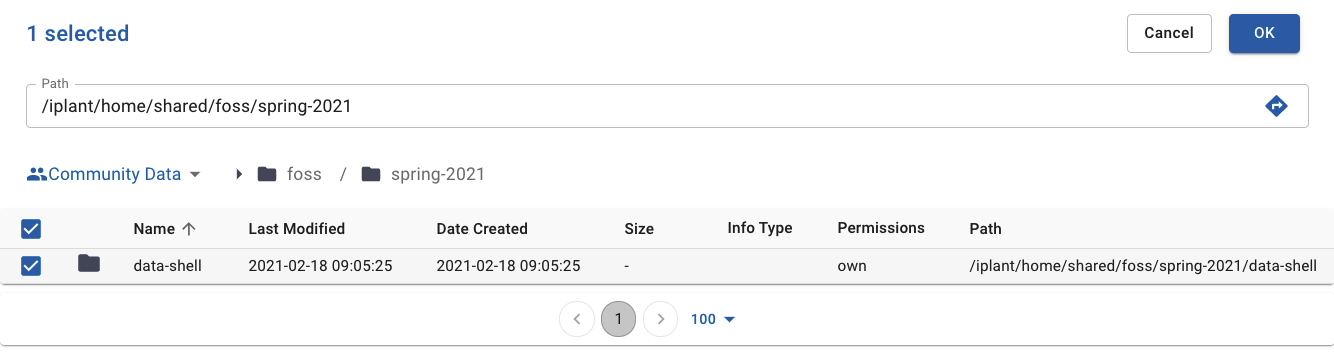 1 selected
Cancel
OK
Path
/iplant/home/shared/foss/spring-2021
Community Data foss / spring-2021
Name Last Modified Date Created Size Info Type Permissions Path
data-shell 2021-02-18 09:05:25 2021-02-18 09:05:25 - own /iplant/home/shared/foss/spring-2021/data-shell
1 100